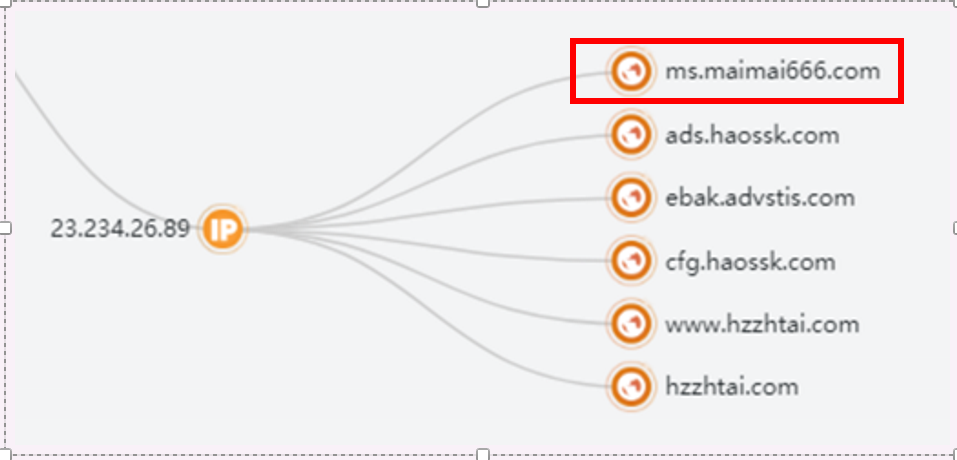 ms.maimai666.com
ads.haossk.com
ebak.advstis.com
23.234.26.89
IP
cfg.haossk.com
www.hzzhtai.com
hzzhtai.com